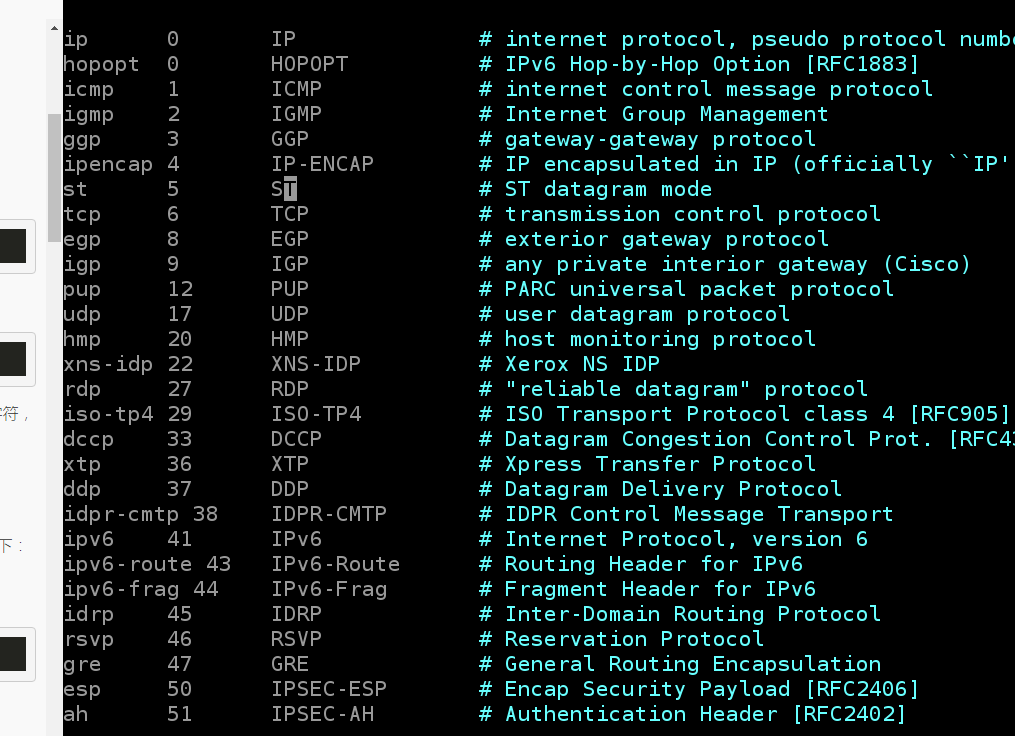 ip 0 IP # internet protocol, pseudo protocol numbe
hopopt 0 HOPOPT # IPv6 Hop-by-Hop Option [RFC1883]
icmp 1 ICMP # internet control message protocol
igmp 2 IGMP # Internet Group Management
ggp 3 GGP # gateway-gateway protocol
ipencap 4 IP-ENCAP # IP encapsulated in IP (officially ``IP'
st 5 ST # ST datagram mode
tcp 6 TCP # transmission control protocol
egp 8 EGP # exterior gateway protocol
igp 9 IGP # any private interior gateway (Cisco)
pup 12 PUP # PARC universal packet protocol
udp 17 UDP # user datagram protocol
hmp 20 HMP # host monitoring protocol
xns-idp 22 XNS-IDP # Xerox NS IDP
rdp 27 RDP # "reliable datagram" protocol
iso-tp4 29 ISO-TP4 # ISO Transport Protocol class 4 [RFC905]
dccp 33 DCCP # Datagram Congestion Control Prot. [RFC43
xtp 36 XTP # Xpress Transfer Protocol
ddp 37 DDP # Datagram Delivery Protocol
idpr-cmtp 38 IDPR-CMTP # IDPR Control Message Transport
ipv6 41 IPv6 # Internet Protocol, version 6
ipv6-route 43 IPv6-Route # Routing Header for IPv6
ipv6-frag 44 IPv6-Frag # Fragment Header for IPv6
idrp 45 IDRP # Inter-Domain Routing Protocol
rsvp 46 RSVP # Reservation Protocol
gre 47 GRE # General Routing Encapsulation
esp 50 IPSEC-ESP # Encap Security Payload [RFC2406]
ah 51 IPSEC-AH # Authentication Header [RFC2402]
符，
下：